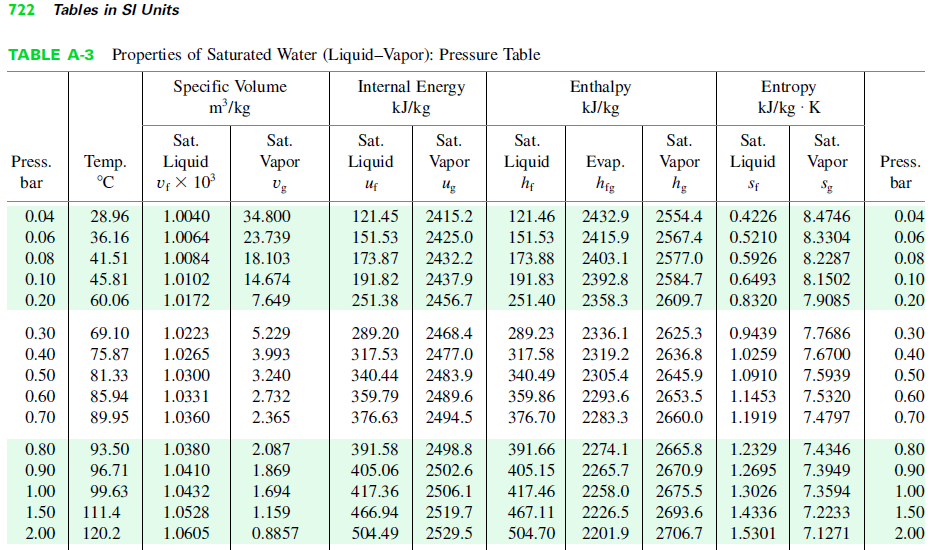 722 Tables in SI Units
TABLE A-3 Properties of Saturated Water (Liquid–Vapor): Pressure Table
Specific Volume Internal Energy Enthalpy Entropy
m³/kg kJ/kg kJ/kg kJ/kg · K
Sat. Sat. Sat. Sat. Sat. Sat. Sat. Sat.
Press. Temp. Liquid Vapor Liquid Vapor Liquid Evap. Vapor Liquid Vapor Press.
bar °C vf × 10³ vg uf ug hf hfg hg sf sg bar
0.04 28.96 1.0040 34.800 121.45 2415.2 121.46 2432.9 2554.4 0.4226 8.4746 0.04
0.06 36.16 1.0064 23.739 151.53 2425.0 151.53 2415.9 2567.4 0.5210 8.3304 0.06
0.08 41.51 1.0084 18.103 173.87 2432.2 173.88 2403.1 2577.0 0.5926 8.2287 0.08
0.10 45.81 1.0102 14.674 191.82 2437.9 191.83 2392.8 2584.7 0.6493 8.1502 0.10
0.20 60.06 1.0172 7.649 251.38 2456.7 251.40 2358.3 2609.7 0.8320 7.9085 0.20
0.30 69.10 1.0223 5.229 289.20 2468.4 289.23 2336.1 2625.3 0.9439 7.7686 0.30
0.40 75.87 1.0265 3.993 317.53 2477.0 317.58 2319.2 2636.8 1.0259 7.6700 0.40
0.50 81.33 1.0300 3.240 340.44 2483.9 340.49 2305.4 2645.9 1.0910 7.5939 0.50
0.60 85.94 1.0331 2.732 359.79 2489.6 359.86 2293.6 2653.5 1.1453 7.5320 0.60
0.70 89.95 1.0360 2.365 376.63 2494.5 376.70 2283.3 2660.0 1.1919 7.4797 0.70
0.80 93.50 1.0380 2.087 391.58 2498.8 391.66 2274.1 2665.8 1.2329 7.4346 0.80
0.90 96.71 1.0410 1.869 405.06 2502.6 405.15 2265.7 2670.9 1.2695 7.3949 0.90
1.00 99.63 1.0432 1.694 417.36 2506.1 417.46 2258.0 2675.5 1.3026 7.3594 1.00
1.50 111.4 1.0528 1.159 466.94 2519.7 467.11 2226.5 2693.6 1.4336 7.2233 1.50
2.00 120.2 1.0605 0.8857 504.49 2529.5 504.70 2201.9 2706.7 1.5301 7.1271 2.00